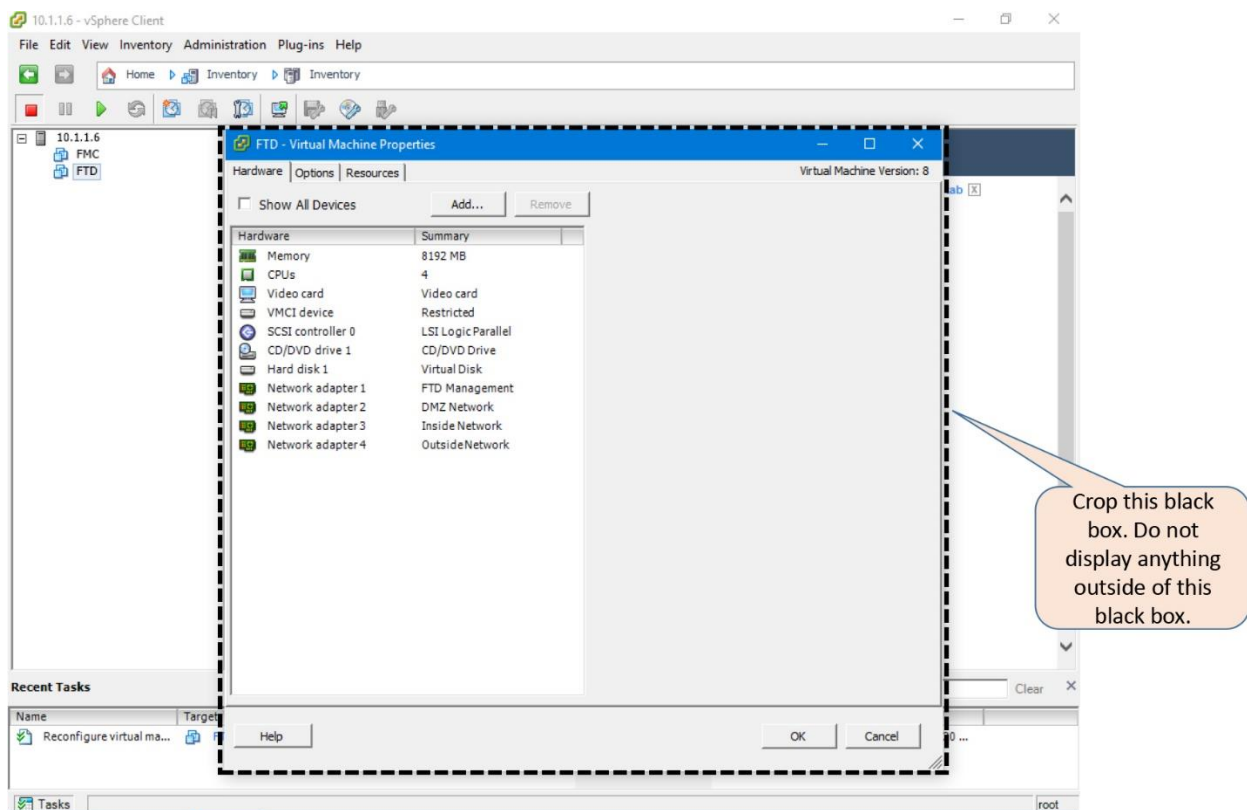 10.1.1.6 - vSphere Client
File Edit View Inventory Administration Plug-ins Help
Home Inventory Inventory
10.1.1.6
FMC
FTD
FTD - Virtual Machine Properties
Hardware Options Resources Virtual Machine Version: 8
ab X
Show All Devices Add... Remove
Hardware Summary
Memory 8192 MB
CPUs 4
Video card Video card
VMCI device Restricted
SCSI controller 0 LSI Logic Parallel
CD/DVD drive 1 CD/DVD Drive
Hard disk 1 Virtual Disk
Network adapter 1 FTD Management
Network adapter 2 DMZ Network
Network adapter 3 Inside Network
Network adapter 4 OutsideNetwork
Crop this black
box. Do not
display anything
outside of this
black box.
Recent Tasks Clear
Name Target
Reconfigure virtual ma... F 0 ...
Help OK Cancel
Tasks root